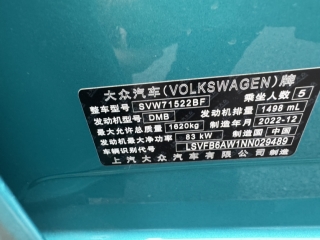 大众汽车(VOLKSWAGEN)牌
整车型号 SVW71522BF 乘坐人数 5
发动机型号 DMB 发动机排量 1498 mL
最大允许总质量 1620kg 制造年月 2022-12
发动机最大净功率 83 kW 制造国 中国
车辆识别代号 LSVFB6AW1NN029489
上汽大众汽车有限公司制造